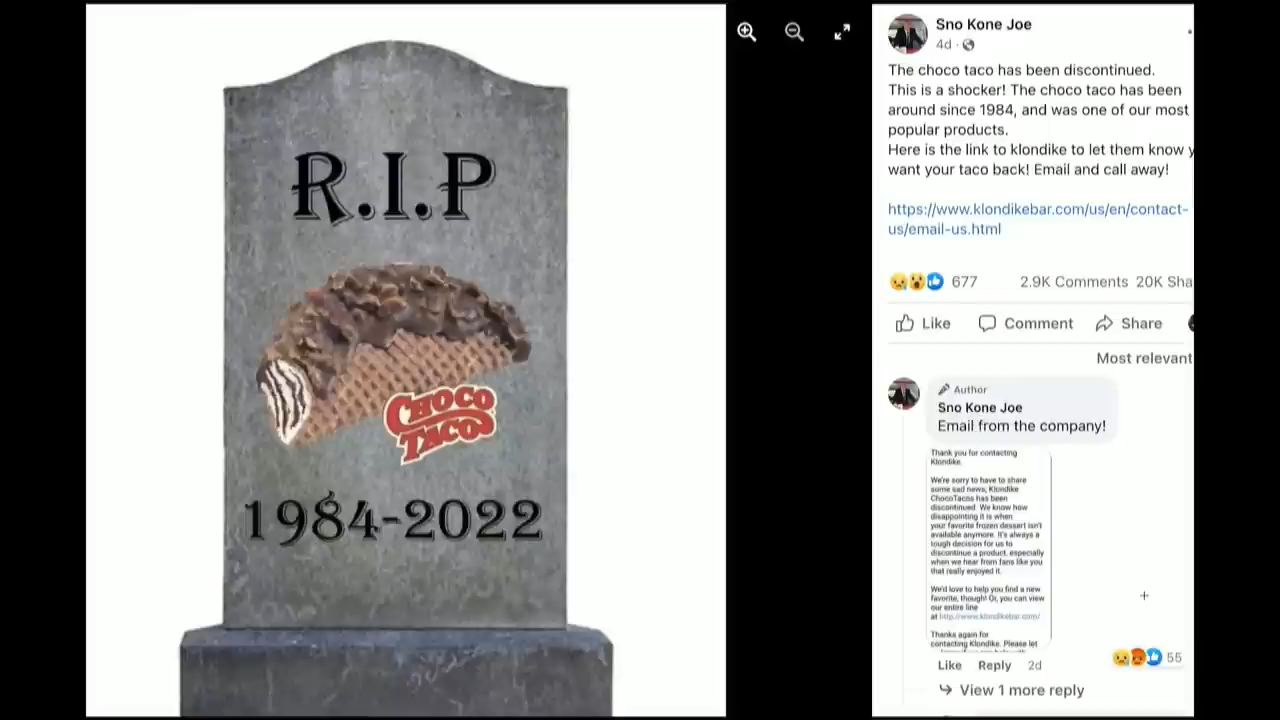 R.I.P
CHOCO
TACO
1984-2022
Sno Kone Joe
4d
The choco taco has been discontinued.
This is a shocker! The choco taco has been
around since 1984, and was one of our most
popular products.
Here is the link to klondike to let them know y
want your taco back! Email and call away!
https://www.klondikebar.com/us/en/contact-
us/email-us.html
677 2.9K Comments 20K Sha
Like Comment Share
Most relevant
Author
Sno Kone Joe
Email from the company!
Thank you for contacting
Klondike.
We're sorry to have to share
some sad news, Klondike
ChocoTacos has been
discontinued. We know how
disappointing it is when
your favorite frozen dessert isn't
available anymore. It's always a
tough decision for us to
discontinue a product, especially
when we hear from fans like you
that really enjoyed it.
We'd love to help you find a new
favorite, though! Or, you can view
our entire line
at http://www.klondikebar.com/
Thanks again for
contacting Klondike. Please let
55
Like Reply 2d
View 1 more reply